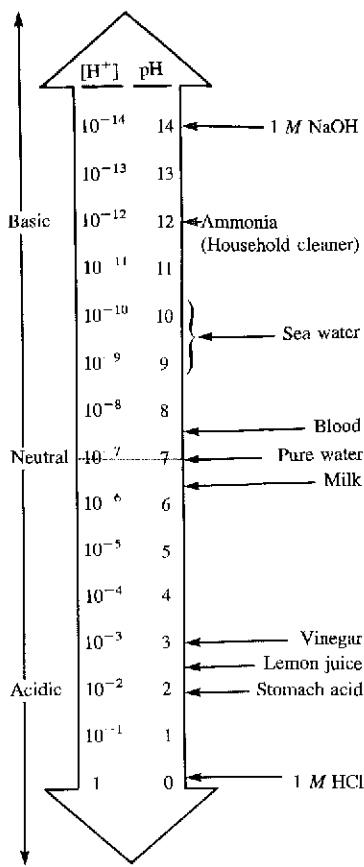 [H⁺] pH
10⁻¹⁴ 14 1 M NaOH
10⁻¹³ 13
Basic 10⁻¹² 12 Ammonia
(Household cleaner)
10⁻¹¹ 11
10⁻¹⁰ 10
Sea water
10⁻⁹ 9
10⁻⁸ 8
Blood
Neutral 10⁻⁷ 7 Pure water
Milk
10⁻⁶ 6
10⁻⁵ 5
10⁻⁴ 4
10⁻³ 3 Vinegar
Lemon juice
Acidic 10⁻² 2 Stomach acid
10⁻¹ 1
1 0 1 M HCl